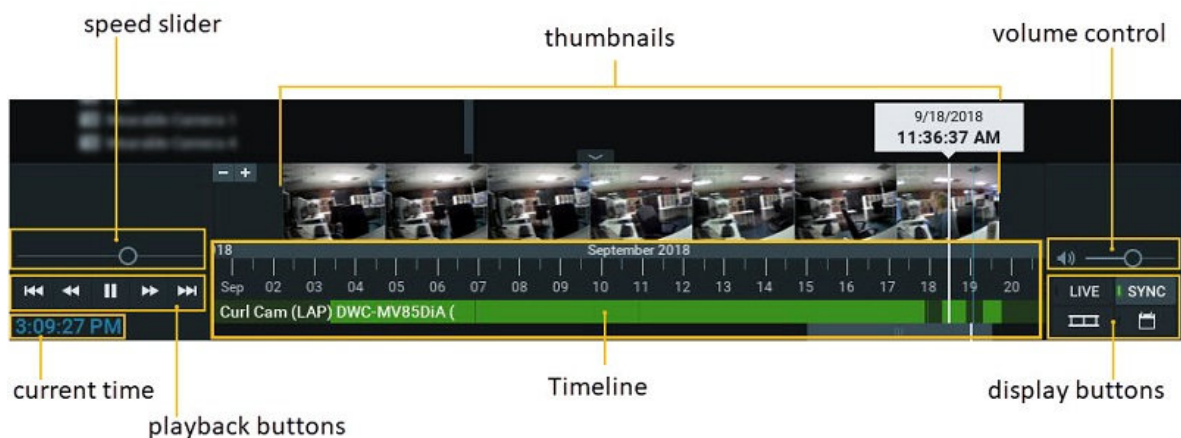 speed slider
thumbnails
volume control
9/18/2018
11:36:37 AM
- +
018
September 2018
Sep 02 03 04 05 06 07 08 09 10 11 12 13 14 15 16 17 18 19 20
Curl Cam (LAP) DWC-MV85DiA (
LIVE SYNC
3:09:27 PM
current time
Timeline
display buttons
playback buttons